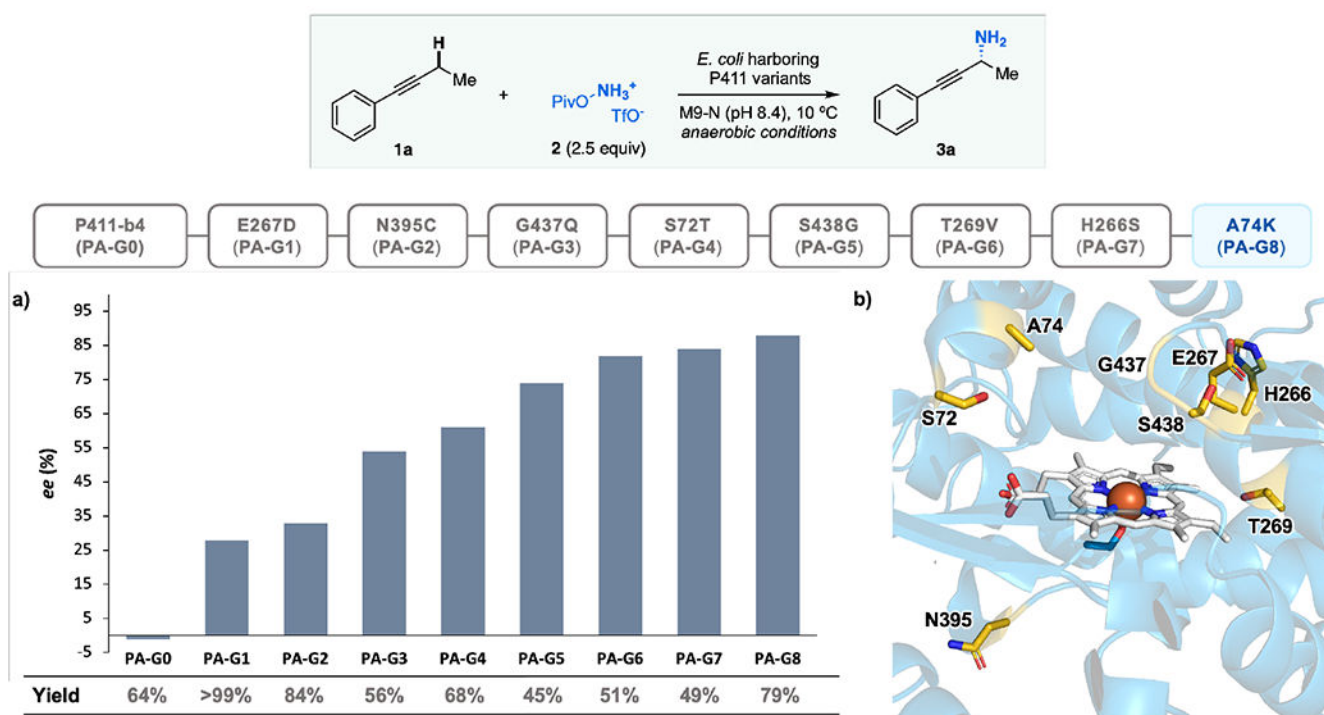 H
Me
1a
+
PivO NH3+
TfO-
2 (2.5 equiv)
E. coli harboring
P411 variants
M9-N (pH 8.4), 10 ºC
anaerobic conditions
NH2
Me
3a
P411-b4
(PA-G0)
E267D
(PA-G1)
N395C
(PA-G2)
G437Q
(PA-G3)
S72T
(PA-G4)
S438G
(PA-G5)
T269V
(PA-G6)
H266S
(PA-G7)
A74K
(PA-G8)
a)
ee (%)
95
85
75
65
55
45
35
25
15
5
-5
PA-G0 PA-G1 PA-G2 PA-G3 PA-G4 PA-G5 PA-G6 PA-G7 PA-G8
Yield 64% >99% 84% 56% 68% 45% 51% 49% 79%
b)
A74
G437
E267
H266
S72
S438
T269
N395